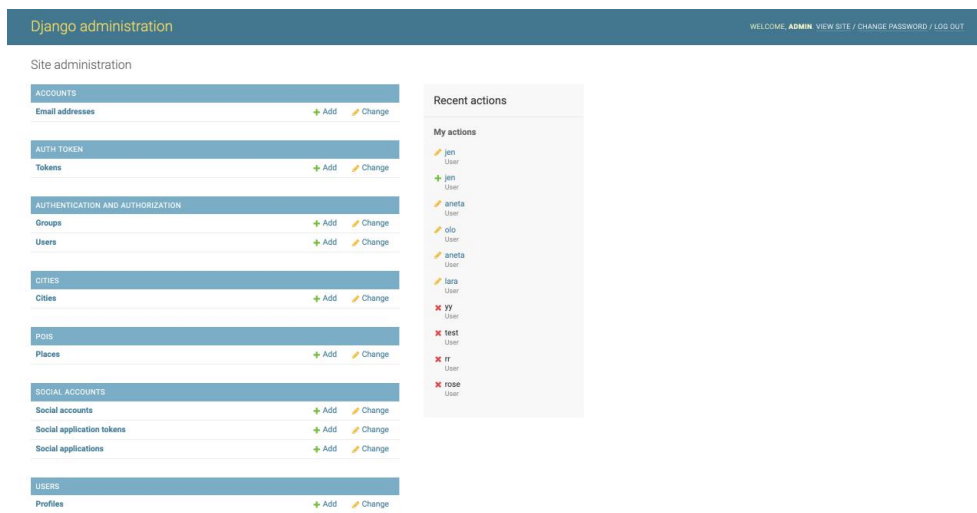 Django administration
WELCOME, ADMIN. VIEW SITE / CHANGE PASSWORD / LOG OUT
Site administration
ACCOUNTS
Email addresses Add Change
AUTH TOKEN
Tokens Add Change
AUTHENTICATION AND AUTHORIZATION
Groups Add Change
Users Add Change
CITIES
Cities Add Change
POIS
Places Add Change
SOCIAL ACCOUNTS
Social accounts Add Change
Social application tokens Add Change
Social applications Add Change
USERS
Profiles Add Change
Recent actions
My actions
jen
User
jen
User
aneta
User
olo
User
aneta
User
lara
User
yy
User
test
User
rr
User
rose
User